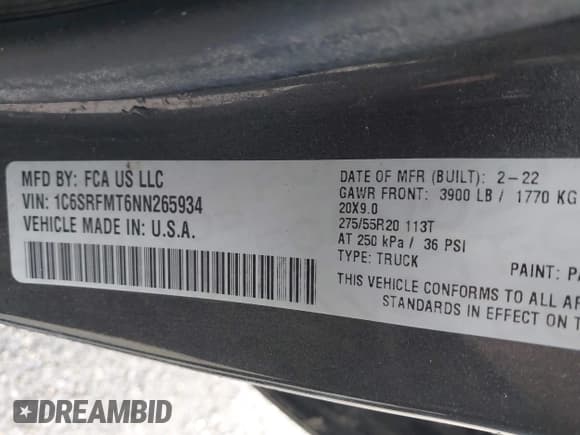 MFD BY: FCA US LLC
VIN: 1C6SRFMT6NN265934
VEHICLE MADE IN: U.S.A.
DATE OF MFR (BUILT): 2-22
GAWR FRONT: 3900 LB / 1770 KG
20X9.0
275/55R20 113T
AT 250 kPa / 36 PSI
TYPE: TRUCK
PAINT:
THIS VEHICLE CONFORMS TO ALL
STANDARDS IN EFFECT ON
DREAMBID